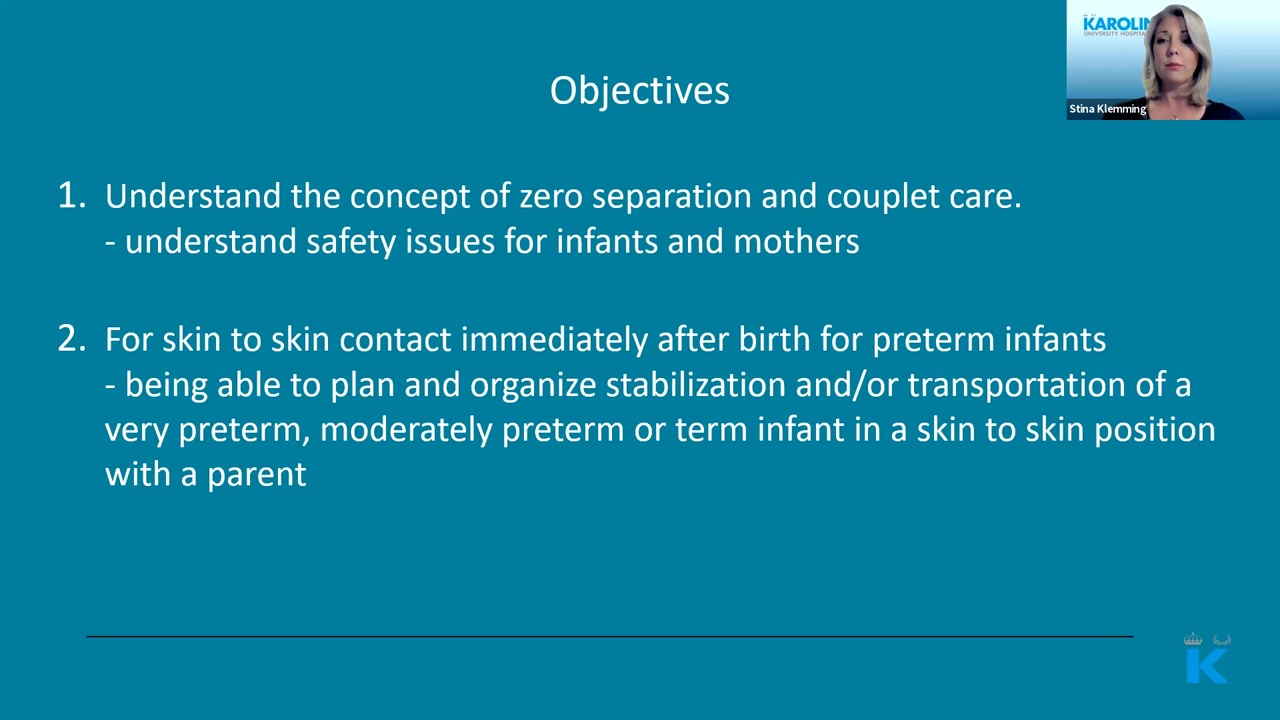 KAROLIN
UNIVERSITY HOSPITAL
Stina Klemming
Objectives
1. Understand the concept of zero separation and couplet care.
- understand safety issues for infants and mothers
2. For skin to skin contact immediately after birth for preterm infants
- being able to plan and organize stabilization and/or transportation of a
very preterm, moderately preterm or term infant in a skin to skin position
with a parent
K